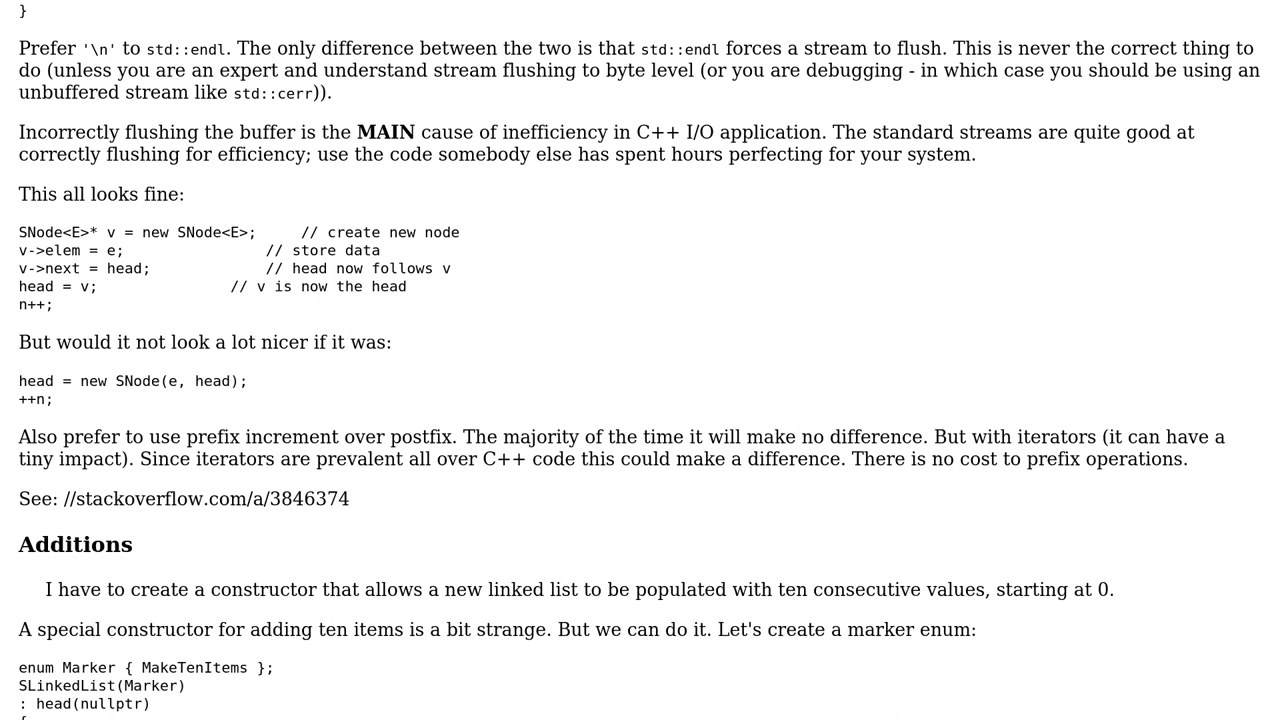 }
Prefer '\n' to std::endl. The only difference between the two is that std::endl forces a stream to flush. This is never the correct thing to
do (unless you are an expert and understand stream flushing to byte level (or you are debugging - in which case you should be using an
unbuffered stream like std::cerr)).
Incorrectly flushing the buffer is the MAIN cause of inefficiency in C++ I/O application. The standard streams are quite good at
correctly flushing for efficiency; use the code somebody else has spent hours perfecting for your system.
This all looks fine:
SNode<E>* v = new SNode<E>;     // create new node
v->elem = e;                // store data
v->next = head;             // head now follows v
head = v;               // v is now the head
n++;
But would it not look a lot nicer if it was:
head = new SNode(e, head);
++n;
Also prefer to use prefix increment over postfix. The majority of the time it will make no difference. But with iterators (it can have a
tiny impact). Since iterators are prevalent all over C++ code this could make a difference. There is no cost to prefix operations.
See: //stackoverflow.com/a/3846374
Additions
I have to create a constructor that allows a new linked list to be populated with ten consecutive values, starting at 0.
A special constructor for adding ten items is a bit strange. But we can do it. Let's create a marker enum:
enum Marker { MakeTenItems };
SLinkedList(Marker)
: head(nullptr)
{